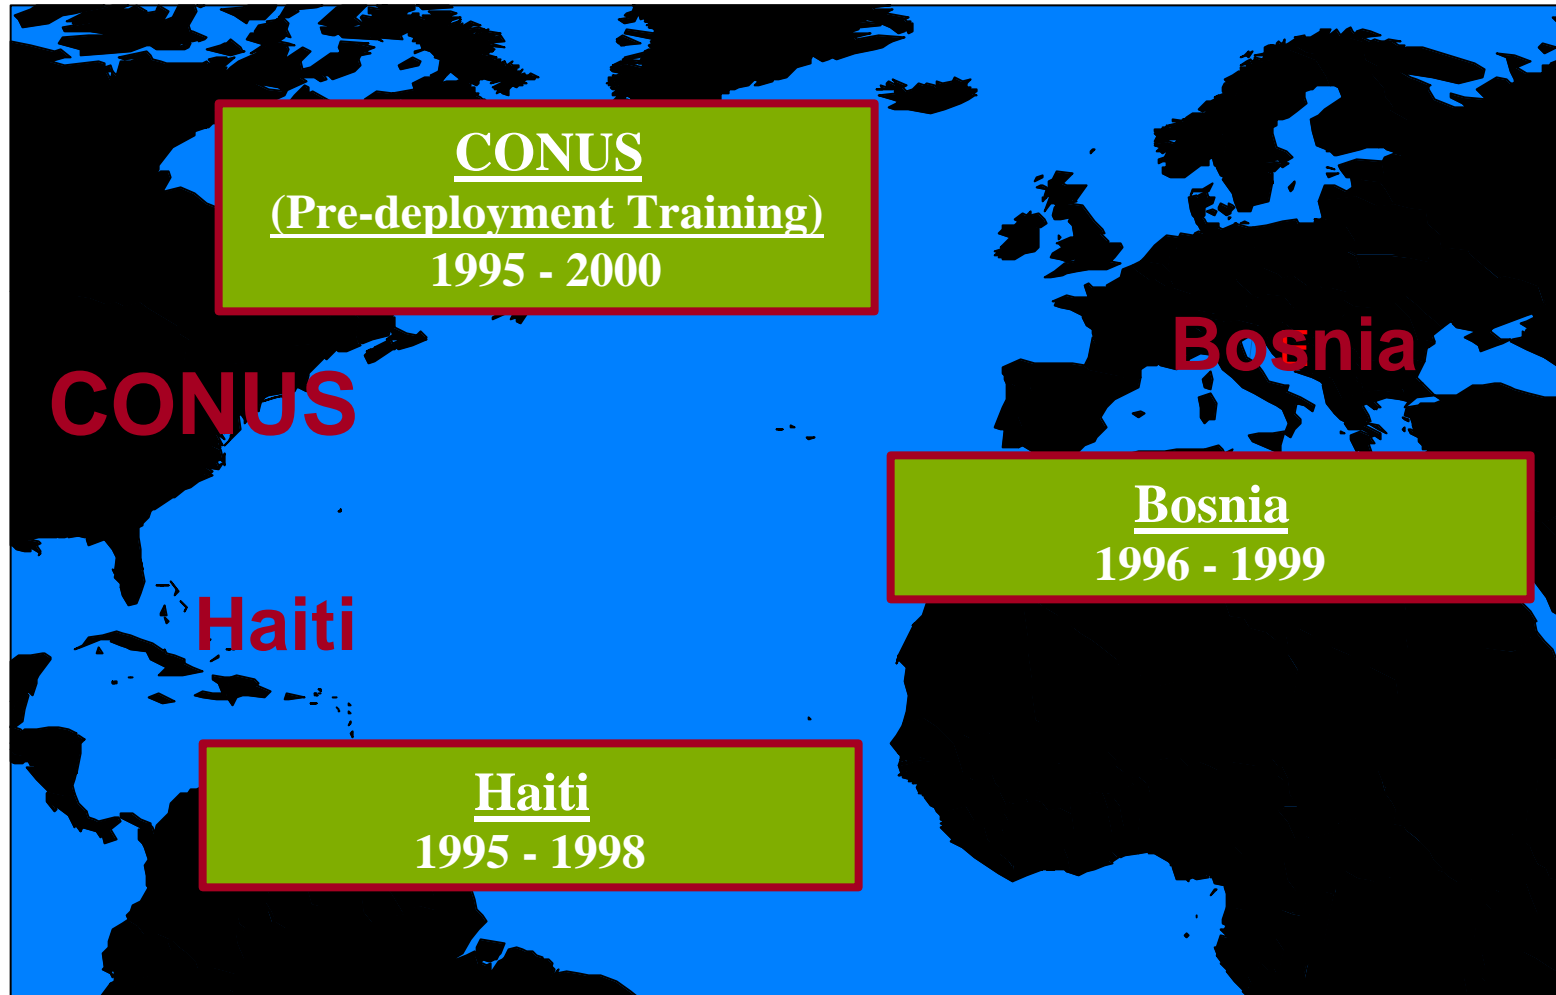 CONUS
(Pre-deployment Training)
1995 - 2000
Bosnia
CONUS
Bosnia
1996 - 1999
Haiti
Haiti
1995 - 1998